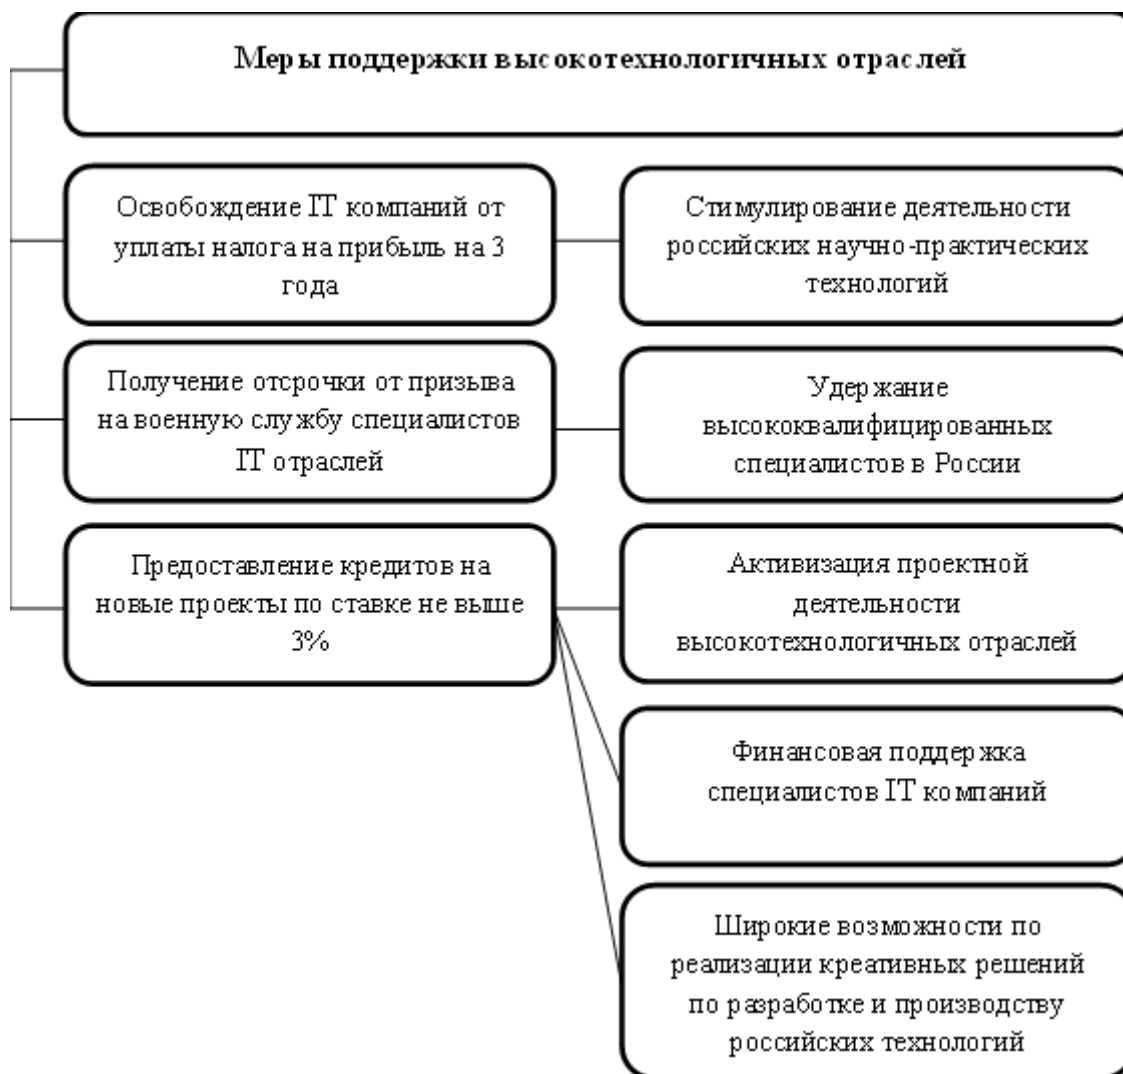 Меры поддержки высокотехнологичных отраслей
Освобождение IT компаний от
уплаты налога на прибыль на 3
года
Стимулирование деятельности
российских научно-практических
технологий
Получение отсрочки от призыва
на военную службу специалистов
IT отраслей
Удержание
высококвалифицированных
специалистов в России
Предоставление кредитов на
новые проекты по ставке не выше
3%
Активизация проектной
деятельности
высокотехнологичных отраслей
Финансовая поддержка
специалистов IT компаний
Широкие возможности по
реализации креативных решений
по разработке и производству
российских технологий